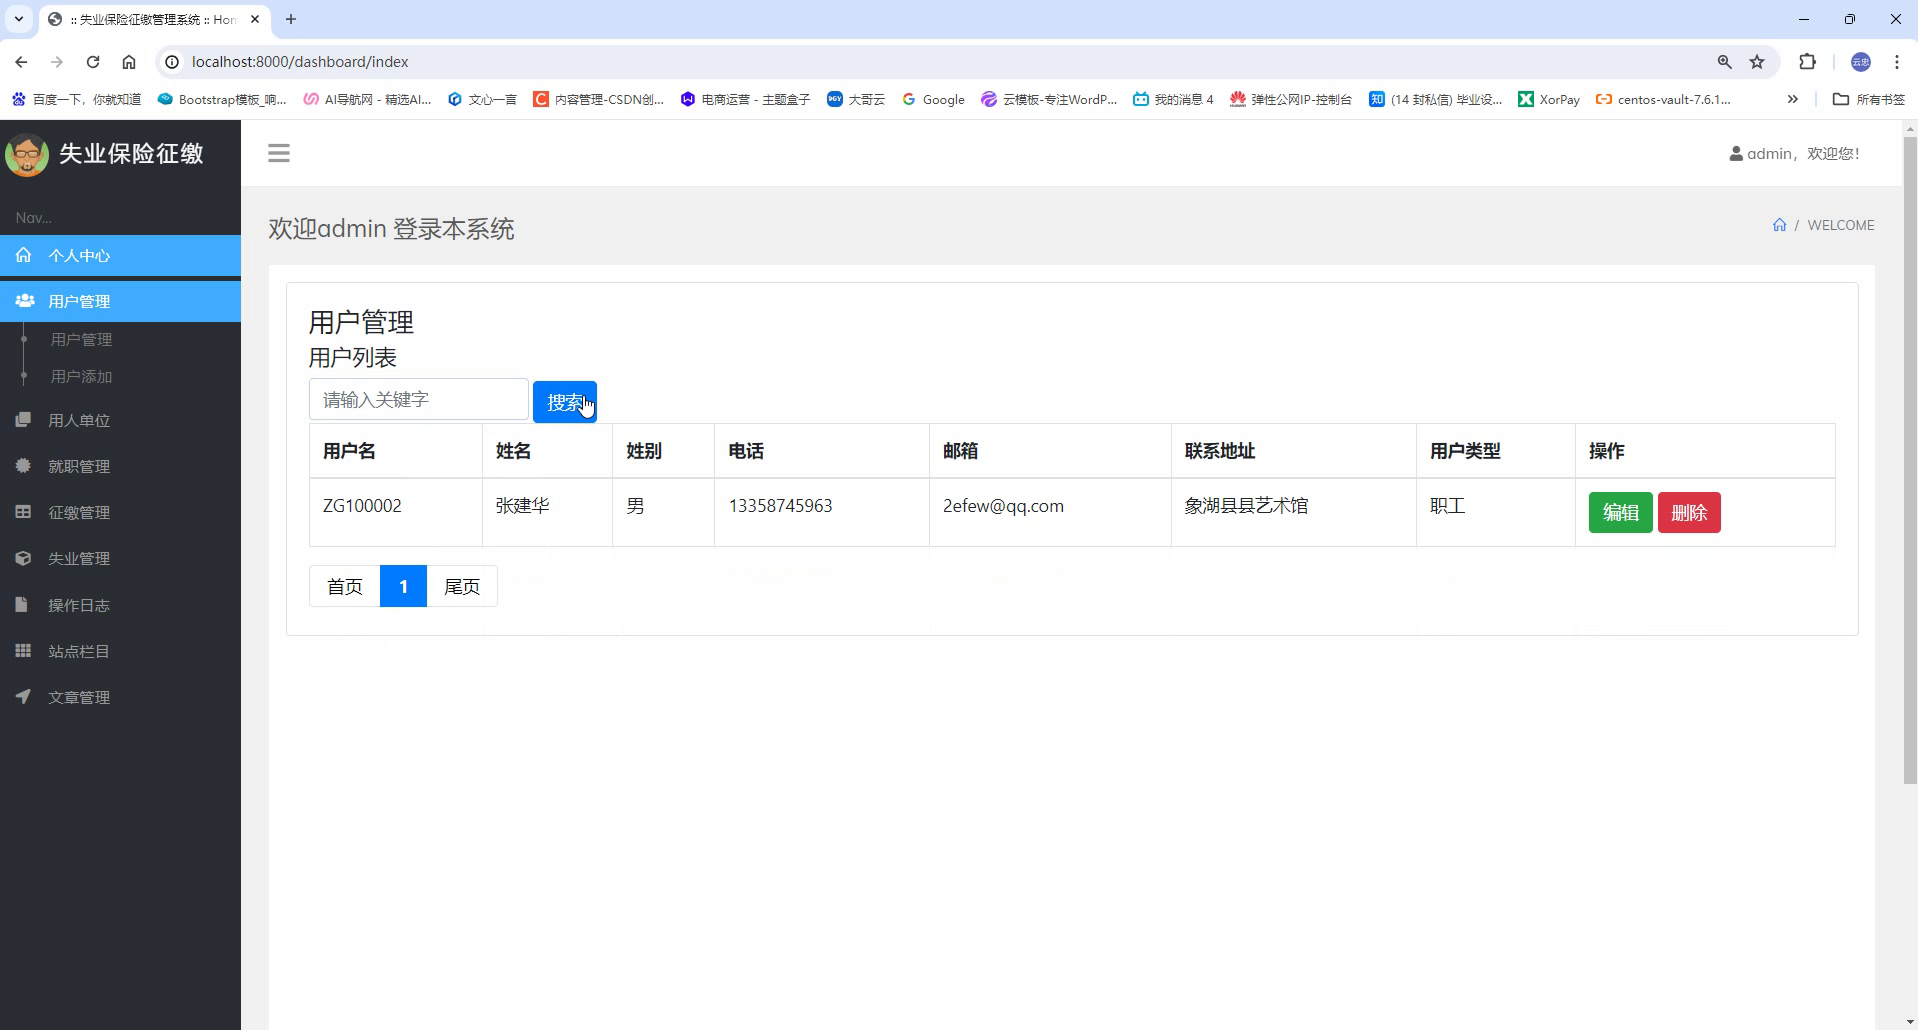 :: 失业保险征缴管理系统 :: Hor
localhost:8000/dashboard/index
百度一下，你就知道 Bootstrap模板_响... AI导航网 - 精选AI... 文心一言 内容管理-CSDN创... 电商运营 - 主题盒子 大哥云 Google 云模板-专注WordP... 我的消息 4 弹性公网IP-控制台 (14 封私信) 毕业设... XorPay centos-vault-7.6.1... » 所有书签
失业保险征缴
admin，欢迎您！
Nav...
个人中心
用户管理
用户管理
用户添加
用人单位
就职管理
征缴管理
失业管理
操作日志
站点栏目
文章管理
欢迎admin 登录本系统
/ WELCOME
用户管理
用户列表
请输入关键字 搜索
用户名 姓名 姓别 电话 邮箱 联系地址 用户类型 操作
ZG100002 张建华 男 13358745963 2efew@qq.com 象湖县县艺术馆 职工 编辑 删除
首页 1 尾页